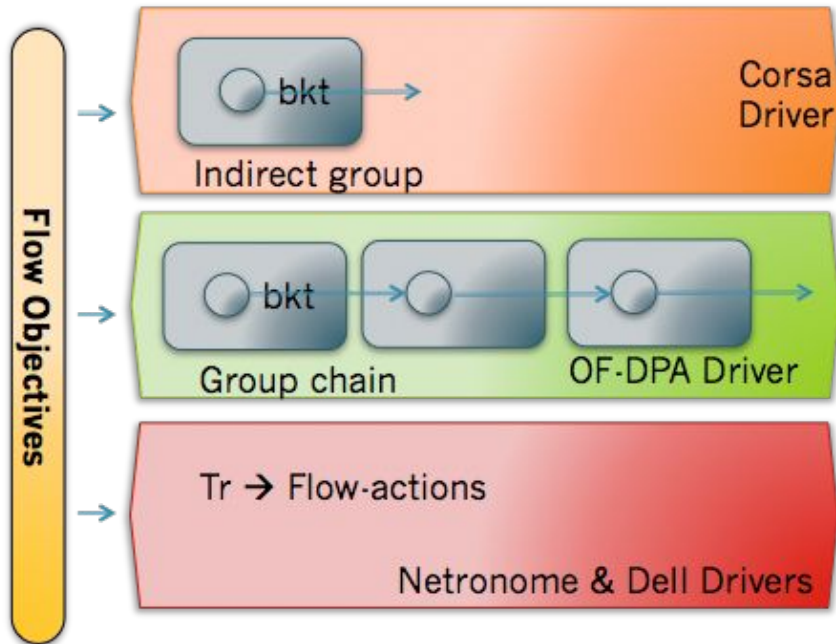 Flow Objectives
bkt
Corsa
Driver
Indirect group
bkt
Group chain
OF-DPA Driver
Tr → Flow-actions
Netronome & Dell Drivers